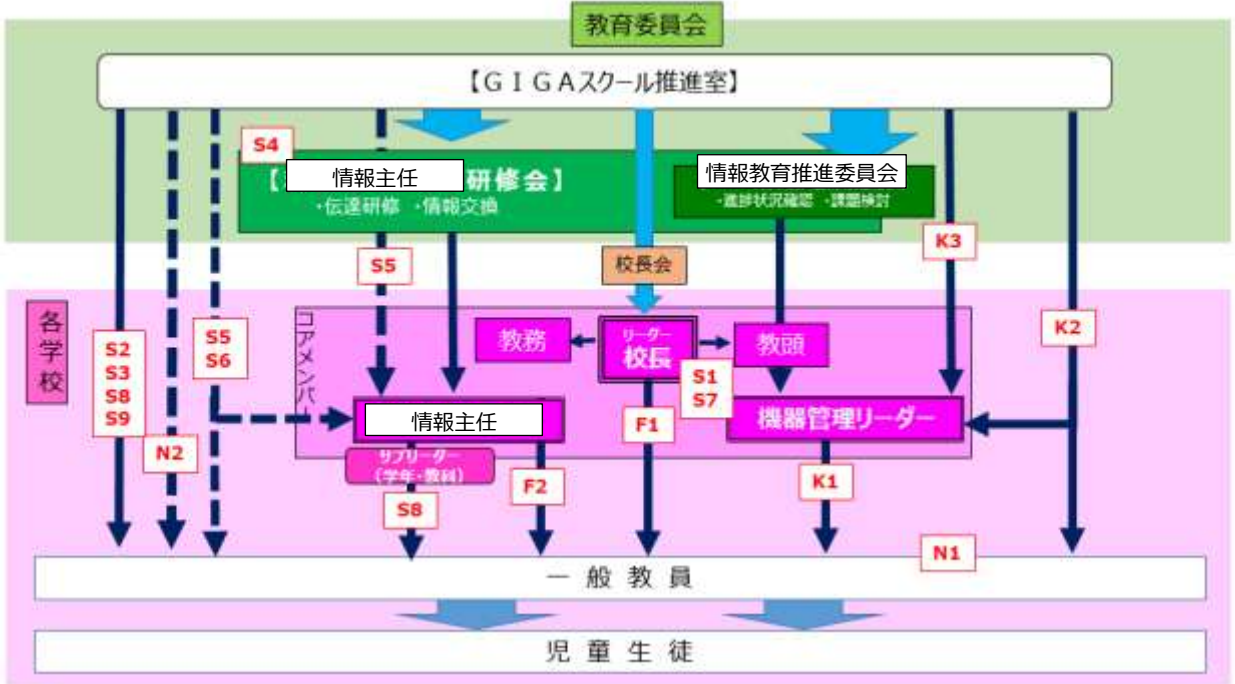 教育委員会
【GIGAスクール推進室】
S4
情報主任
研修会】
・伝達研修 ・情報交換
情報教育推進委員会
・進捗状況確認 ・課題検討
S5
校長会
K3
各学校
コアメンバー
S2
S3
S8
S9
N2
S5
S6
教務
リーダー
校長
教頭
S1
S7
K2
情報主任
サブリーダー
(学年・教科)
S8
F2
F1
機器管理リーダー
K1
N1
一般教員
児童生徒